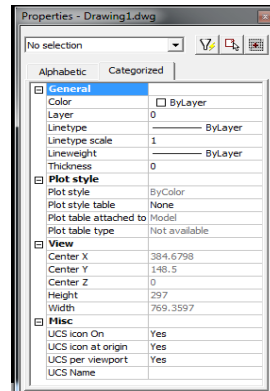 Properties - Drawing1.dwg
No selection
Alphabetic Categorized
General
Color ByLayer
Layer 0
Linetype ByLayer
Linetype scale 1
Lineweight ByLayer
Thickness 0
Plot style
Plot style ByColor
Plot style table None
Plot table attached to Model
Plot table type Not available
View
Center X 384.6798
Center Y 148.5
Center Z 0
Height 297
Width 769.3597
Misc
UCS icon On Yes
UCS icon at origin Yes
UCS per viewport Yes
UCS Name